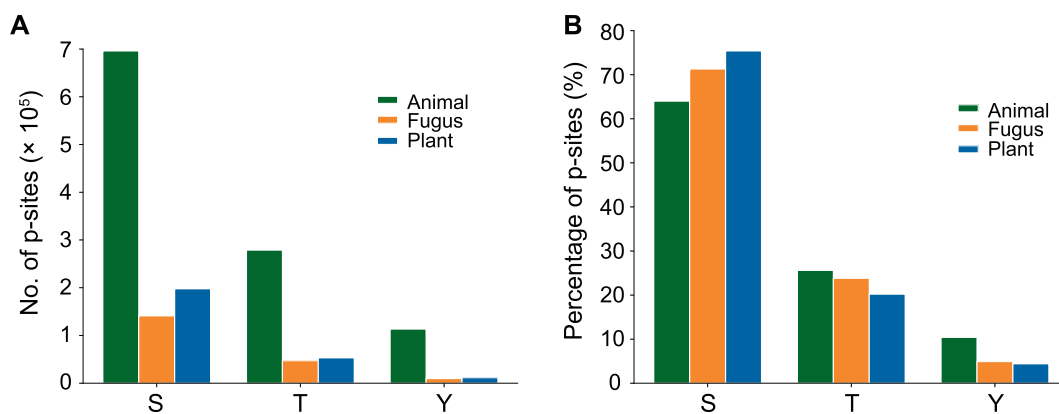 A
No. of p-sites (× 10⁵)
7
6
5
4
3
2
1
0
S
T
Y
Animal
Fugus
Plant
B
Percentage of p-sites (%)
80
70
60
50
40
30
20
10
0
S
T
Y
Animal
Fugus
Plant